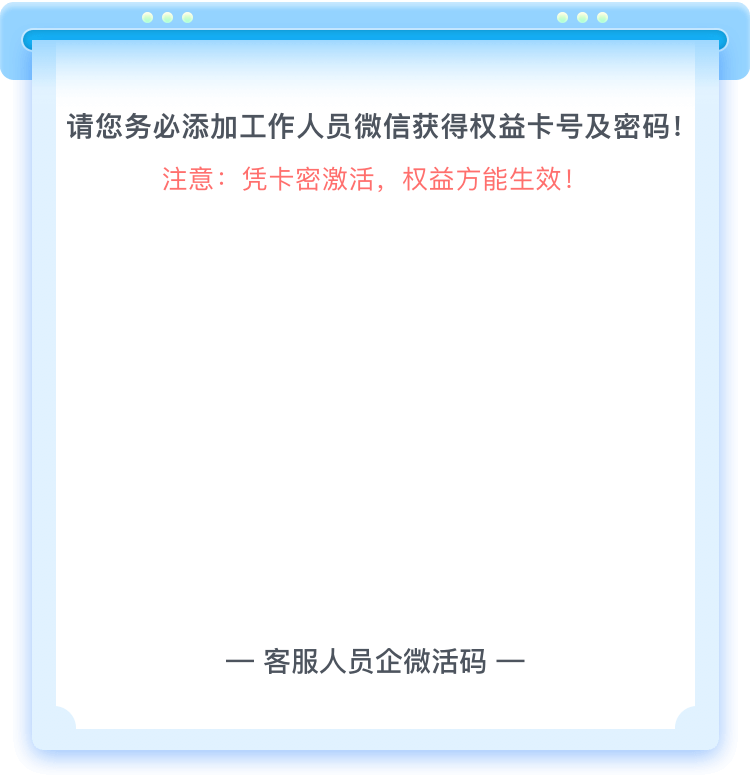 请您务必添加工作人员微信获得权益卡号及密码！
注意：凭卡密激活，权益方能生效！
— 客服人员企微活码 —